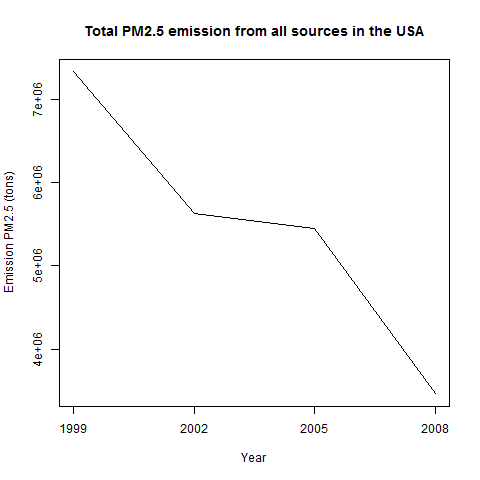 Total PM2.5 emission from all sources in the USA
7e+06
6e+06
5e+06
4e+06
Emission PM2.5 (tons)
1999 2002 2005 2008
Year